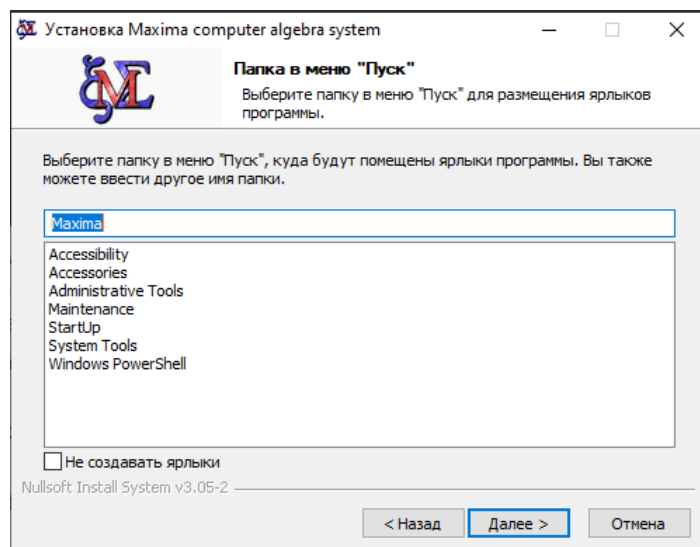 Установка Maxima computer algebra system
Папка в меню "Пуск"
Выберите папку в меню "Пуск" для размещения ярлыков
программы.
Выберите папку в меню "Пуск", куда будут помещены ярлыки программы. Вы также
можете ввести другое имя папки.
Maxima
Accessibility
Accessories
Administrative Tools
Maintenance
StartUp
System Tools
Windows PowerShell
Не создавать ярлыки
Nullsoft Install System v3.05-2
< Назад Далее > Отмена